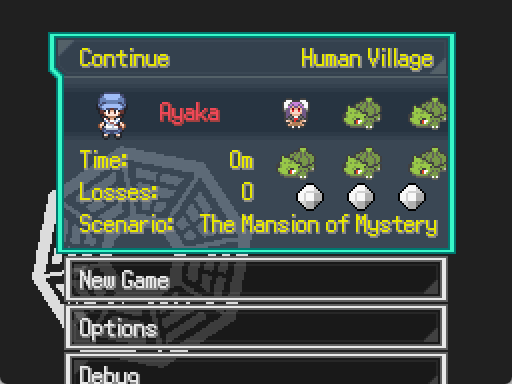 Continue Human Village
Ayaka
Time: 0m
Losses: 0
Scenario: The Mansion of Mystery
New Game
Options
Debug